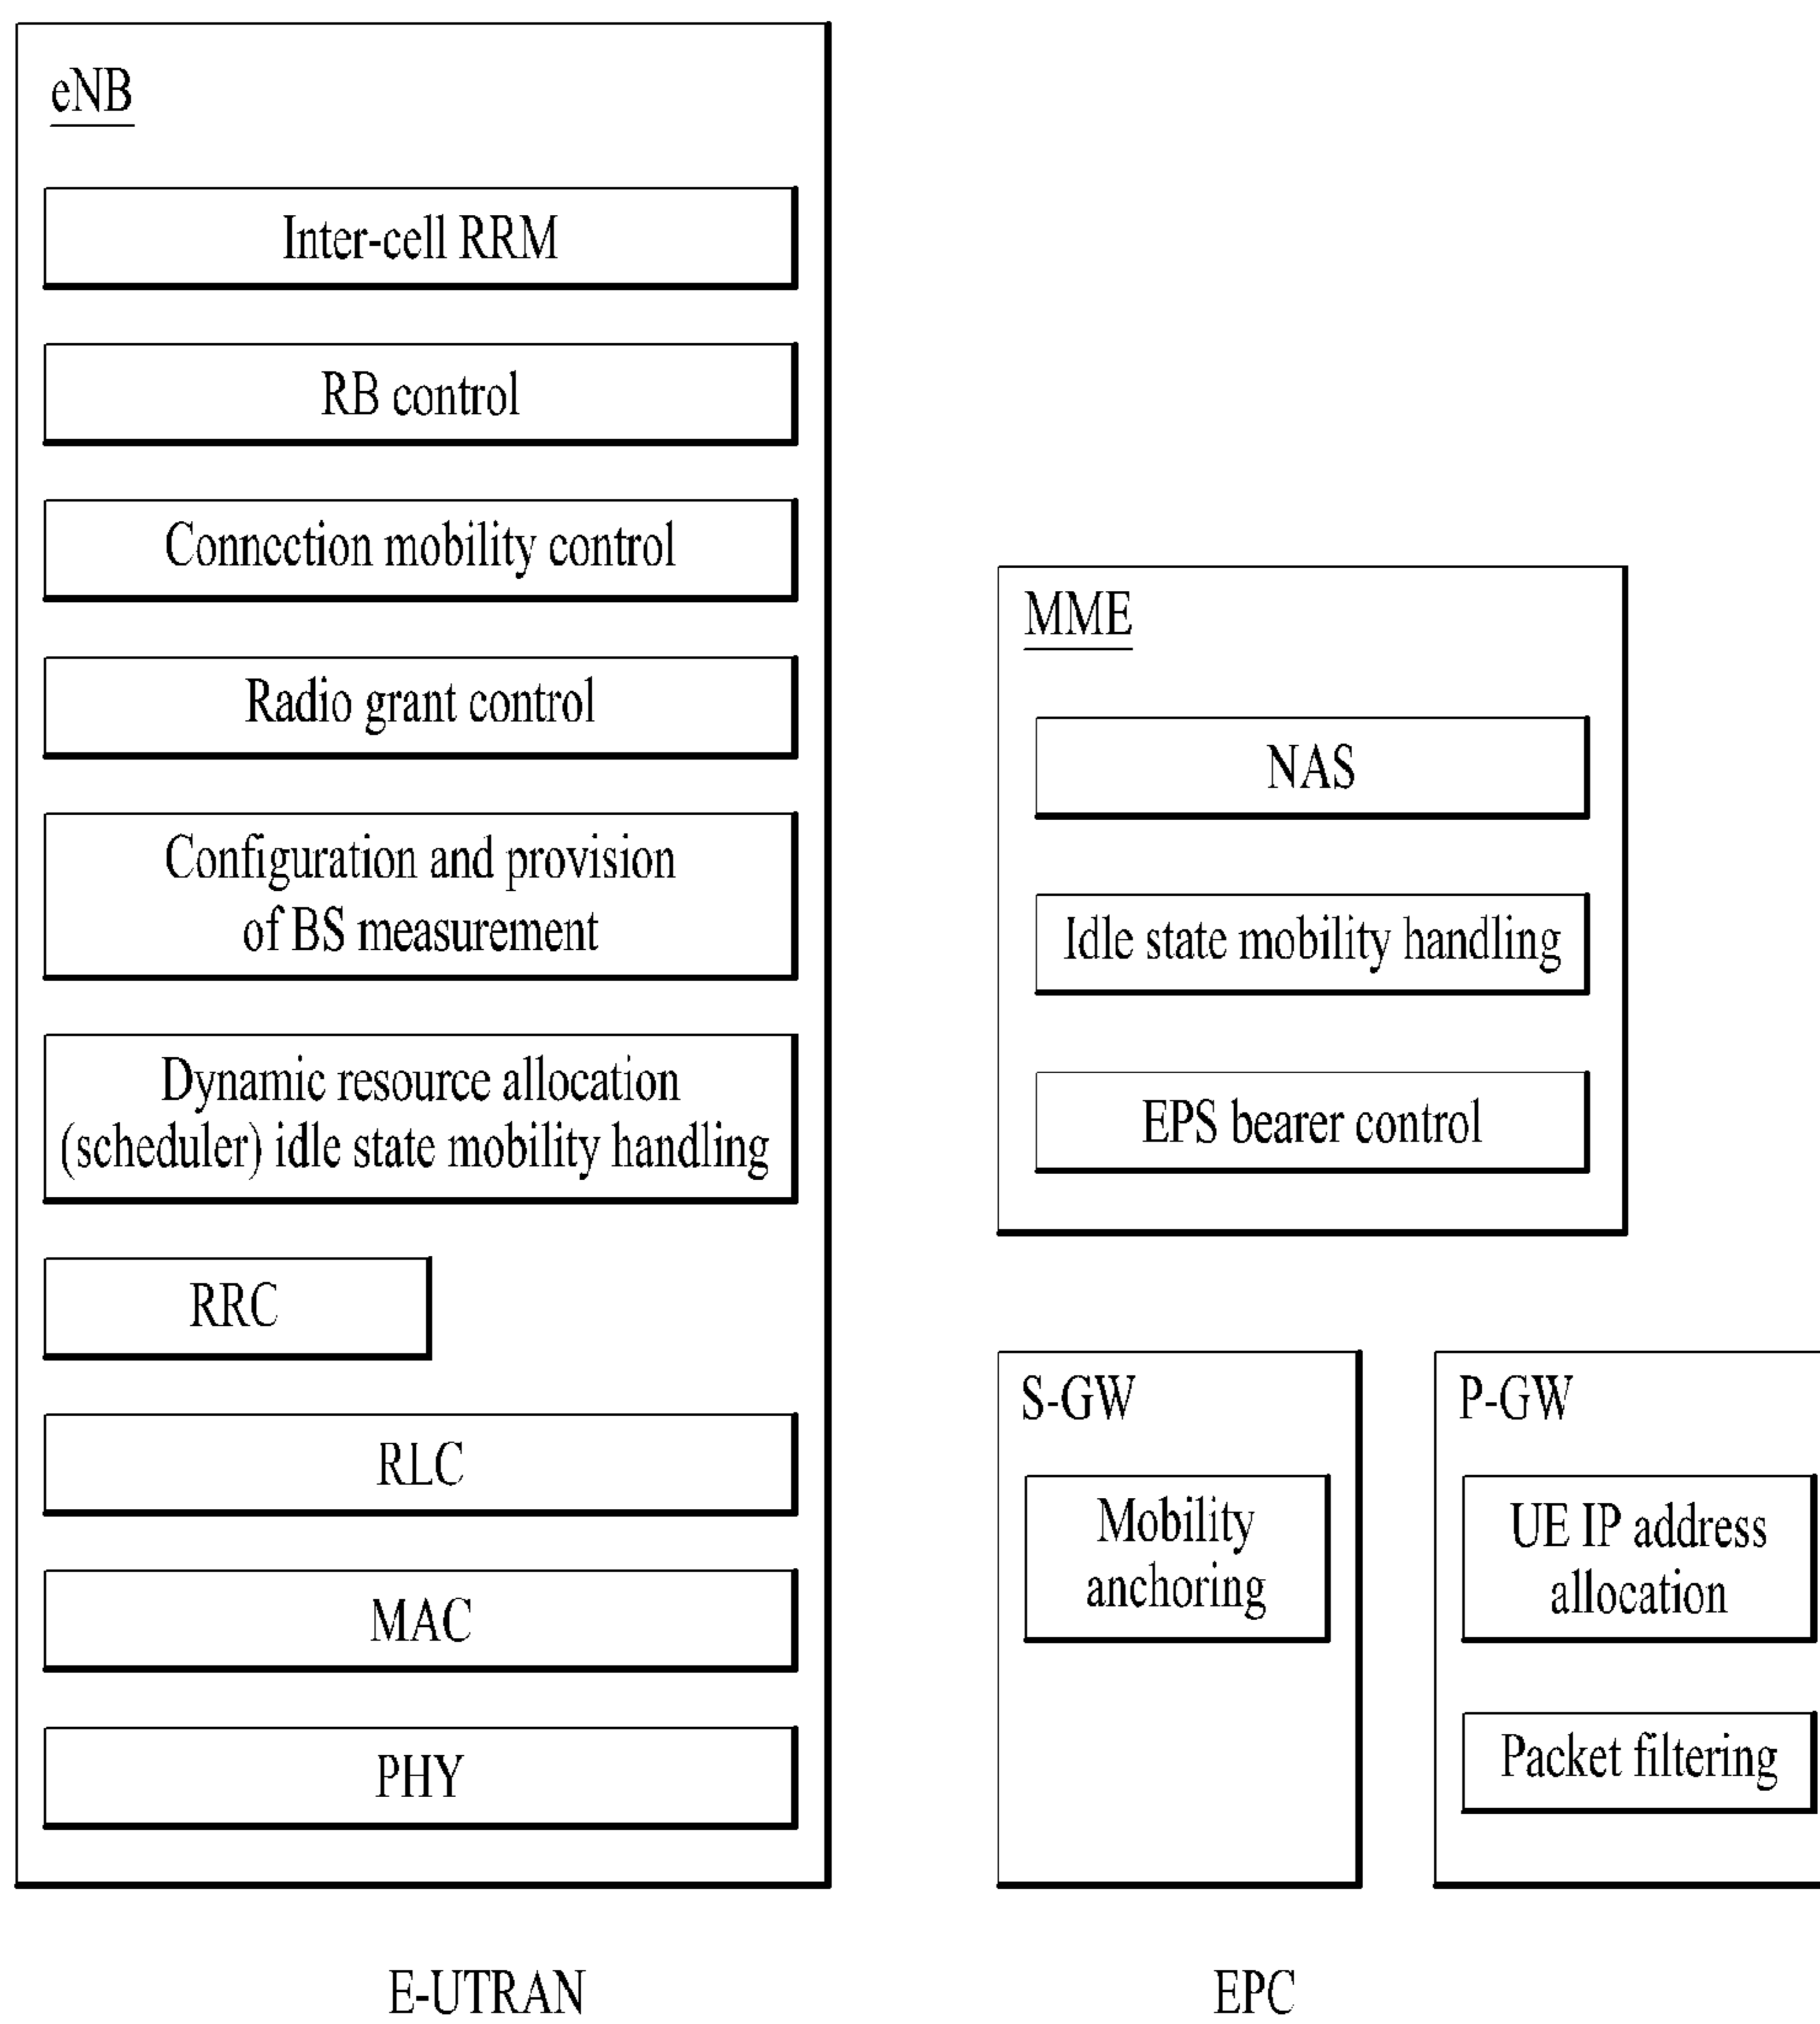 eNB
Inter-cell RRM
RB control
Connection mobility control
Radio grant control
Configuration and provision
of BS measurement
Dynamic resource allocation
(scheduler) idle state mobility handling
RRC
RLC
MAC
PHY
E-UTRAN
MME
NAS
Idle state mobility handling
EPS bearer control
S-GW
Mobility
anchoring
P-GW
UE IP address
allocation
Packet filtering
EPC